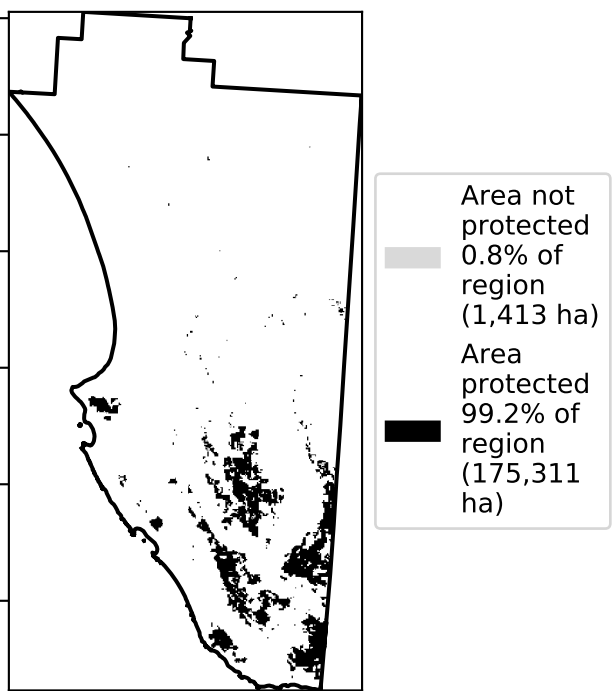 Area not
protected
0.8% of
region
(1,413 ha)
Area
protected
99.2% of
region
(175,311
ha)